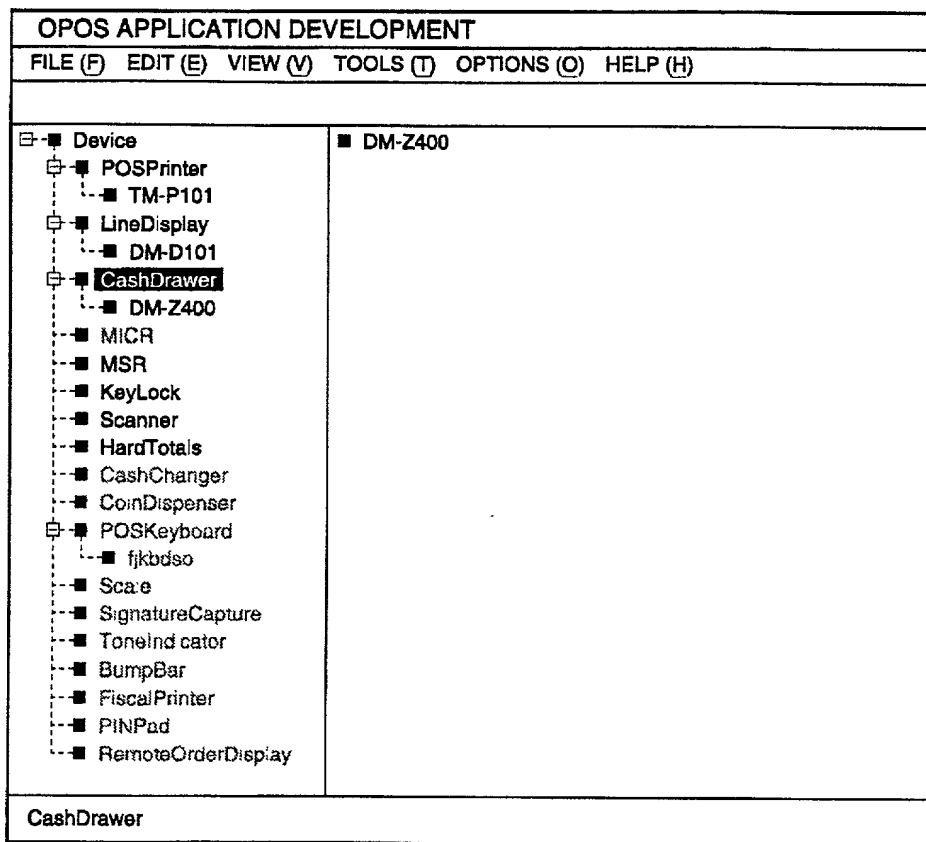 OPOS APPLICATION DEVELOPMENT
FILE (F) EDIT (E) VIEW (V) TOOLS (T) OPTIONS (O) HELP (H)
Device
POSPrinter
TM-P101
LineDisplay
DM-D101
CashDrawer
DM-Z400
MICR
MSR
KeyLock
Scanner
HardTotals
CashChanger
CoinDispenser
POSKeyboard
fjkbdso
Scale
SignatureCapture
ToneIndicator
BumpBar
FiscalPrinter
PINPad
RemoteOrderDisplay
DM-Z400
CashDrawer